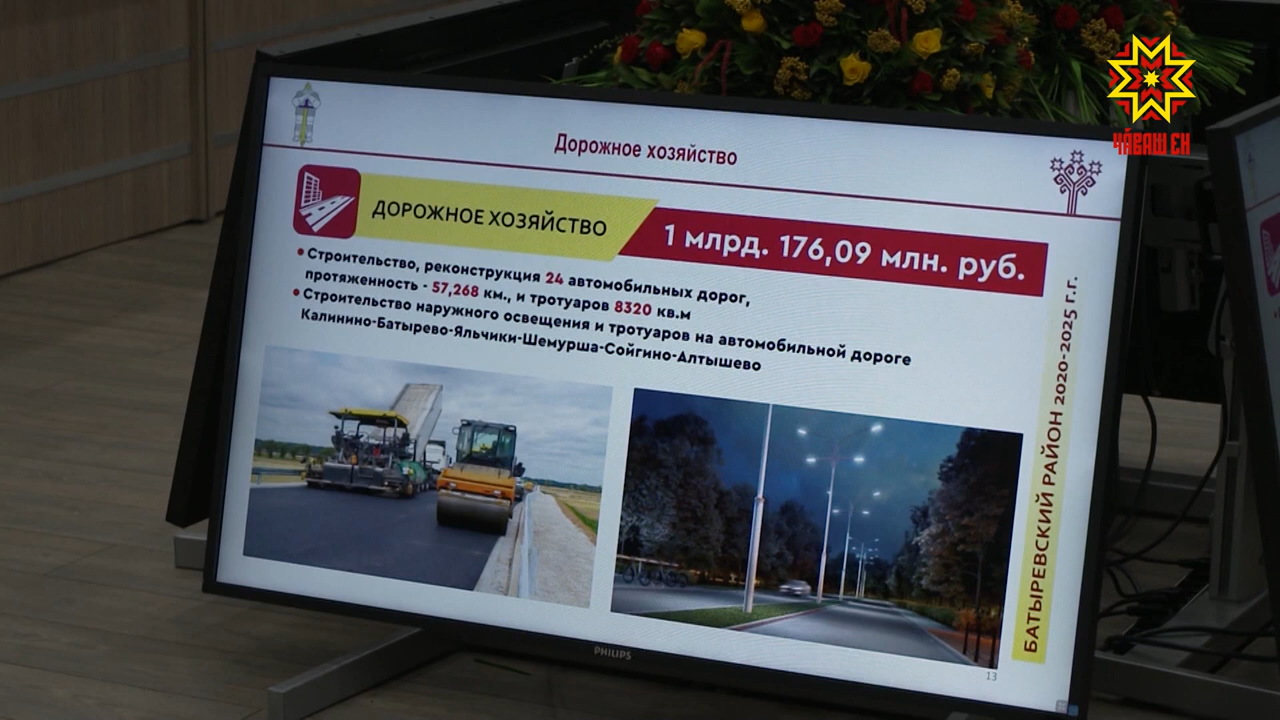 ЧĂВАШ ЕН
Дорожное хозяйство
ДОРОЖНОЕ ХОЗЯЙСТВО
1 млрд. 176,09 млн. руб.
• Строительство, реконструкция 24 автомобильных дорог,
протяженность - 57,268 км., и тротуаров 8320 кв.м
• Строительство наружного освещения и тротуаров на автомобильной дороге
Калинино-Батырево-Яльчики-Шемурша-Сойгино-Алтышево
БАТЫРЕВСКИЙ РАЙОН 2020-2025 г.г.
13
PHILIPS